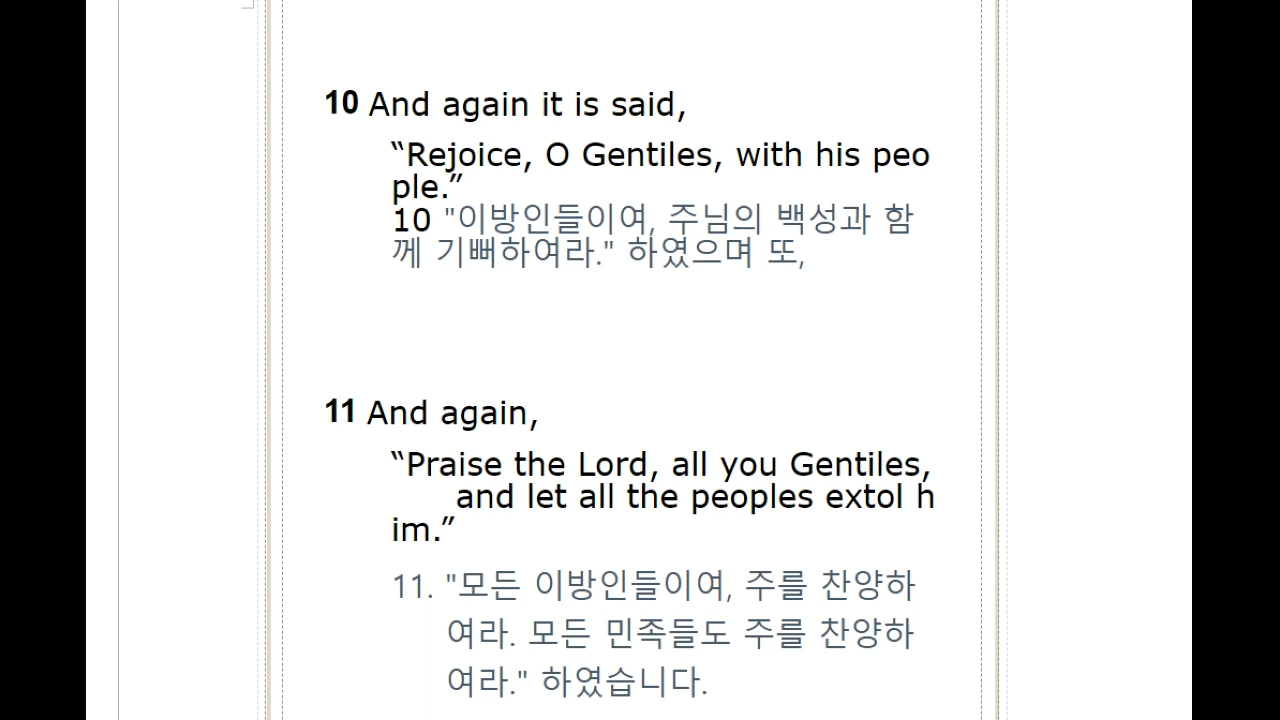 10 And again it is said,
“Rejoice, O Gentiles, with his peo
ple.”
10 "이방인들이여, 주님의 백성과 함
께 기뻐하여라." 하였으며 또,
11 And again,
“Praise the Lord, all you Gentiles,
and let all the peoples extol h
im.”
11. "모든 이방인들이여, 주를 찬양하
여라. 모든 민족들도 주를 찬양하
여라." 하였습니다.